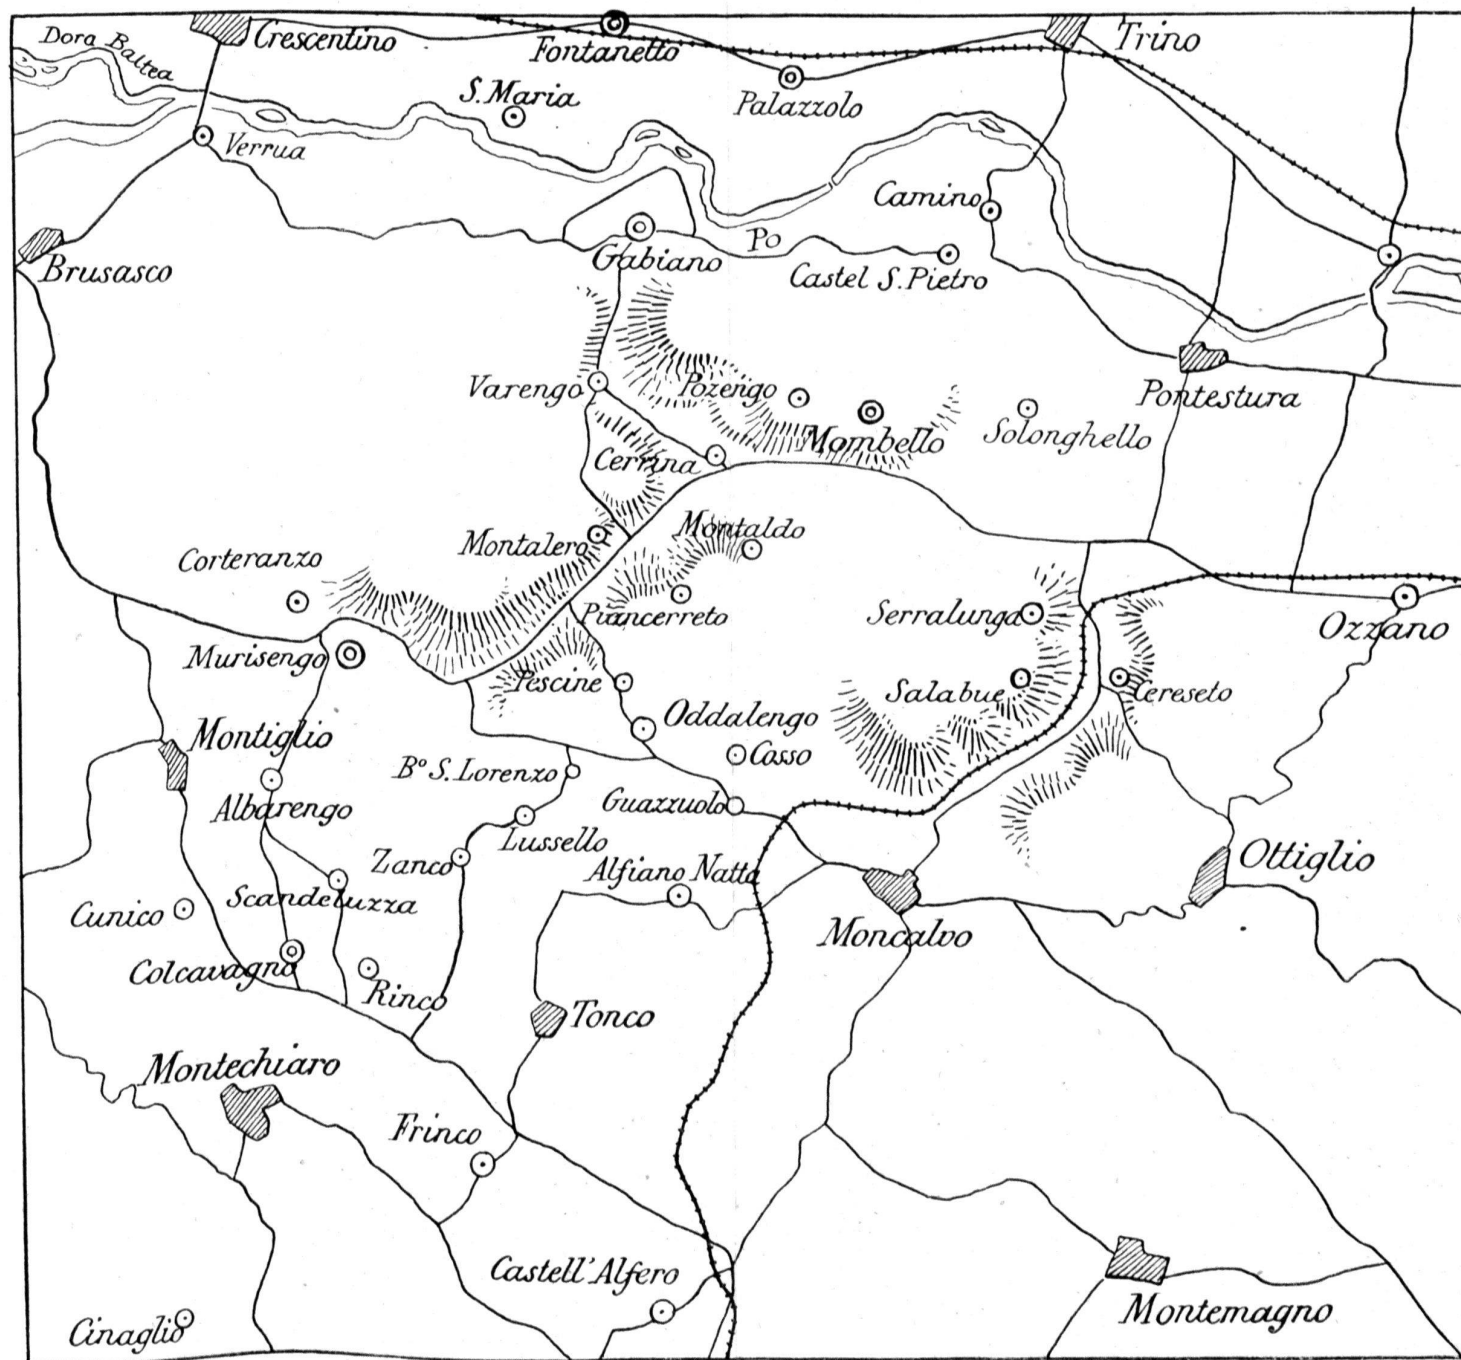 Dora Baltea
Crescentino
Fontanetto
Trino
S. Maria
Palazzolo
Verrua
Camino
Po
Brusasco
Gabiano
Castel S. Pietro
Varengo
Pozengo
Pontestura
Mombello
Solonghello
Cerrina
Montalero
Montaldo
Corteranzo
Piancerreto
Serralunga
Ozzano
Murisengo
Pescine
Salabue
Cereseto
Montiglio
Oddalengo
Cosso
Bº S. Lorenzo
Guazzuolo
Albarengo
Lussello
Zanco
Alfiano Natta
Ottiglio
Scandeluzza
Cunico
Moncalvo
Colcavagno
Rinco
Tonco
Montechiaro
Frinco
Castell'Alfero
Montemagno
Cinaglio